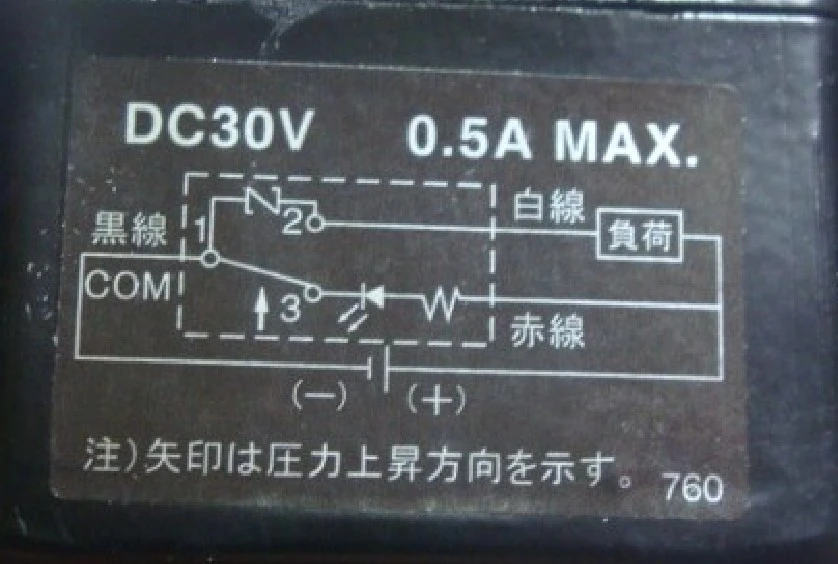 DC30V 0.5A MAX.
黒線 1 2 白線 負荷
COM 3 赤線
(−) (+)
注)矢印は圧力上昇方向を示す。 760